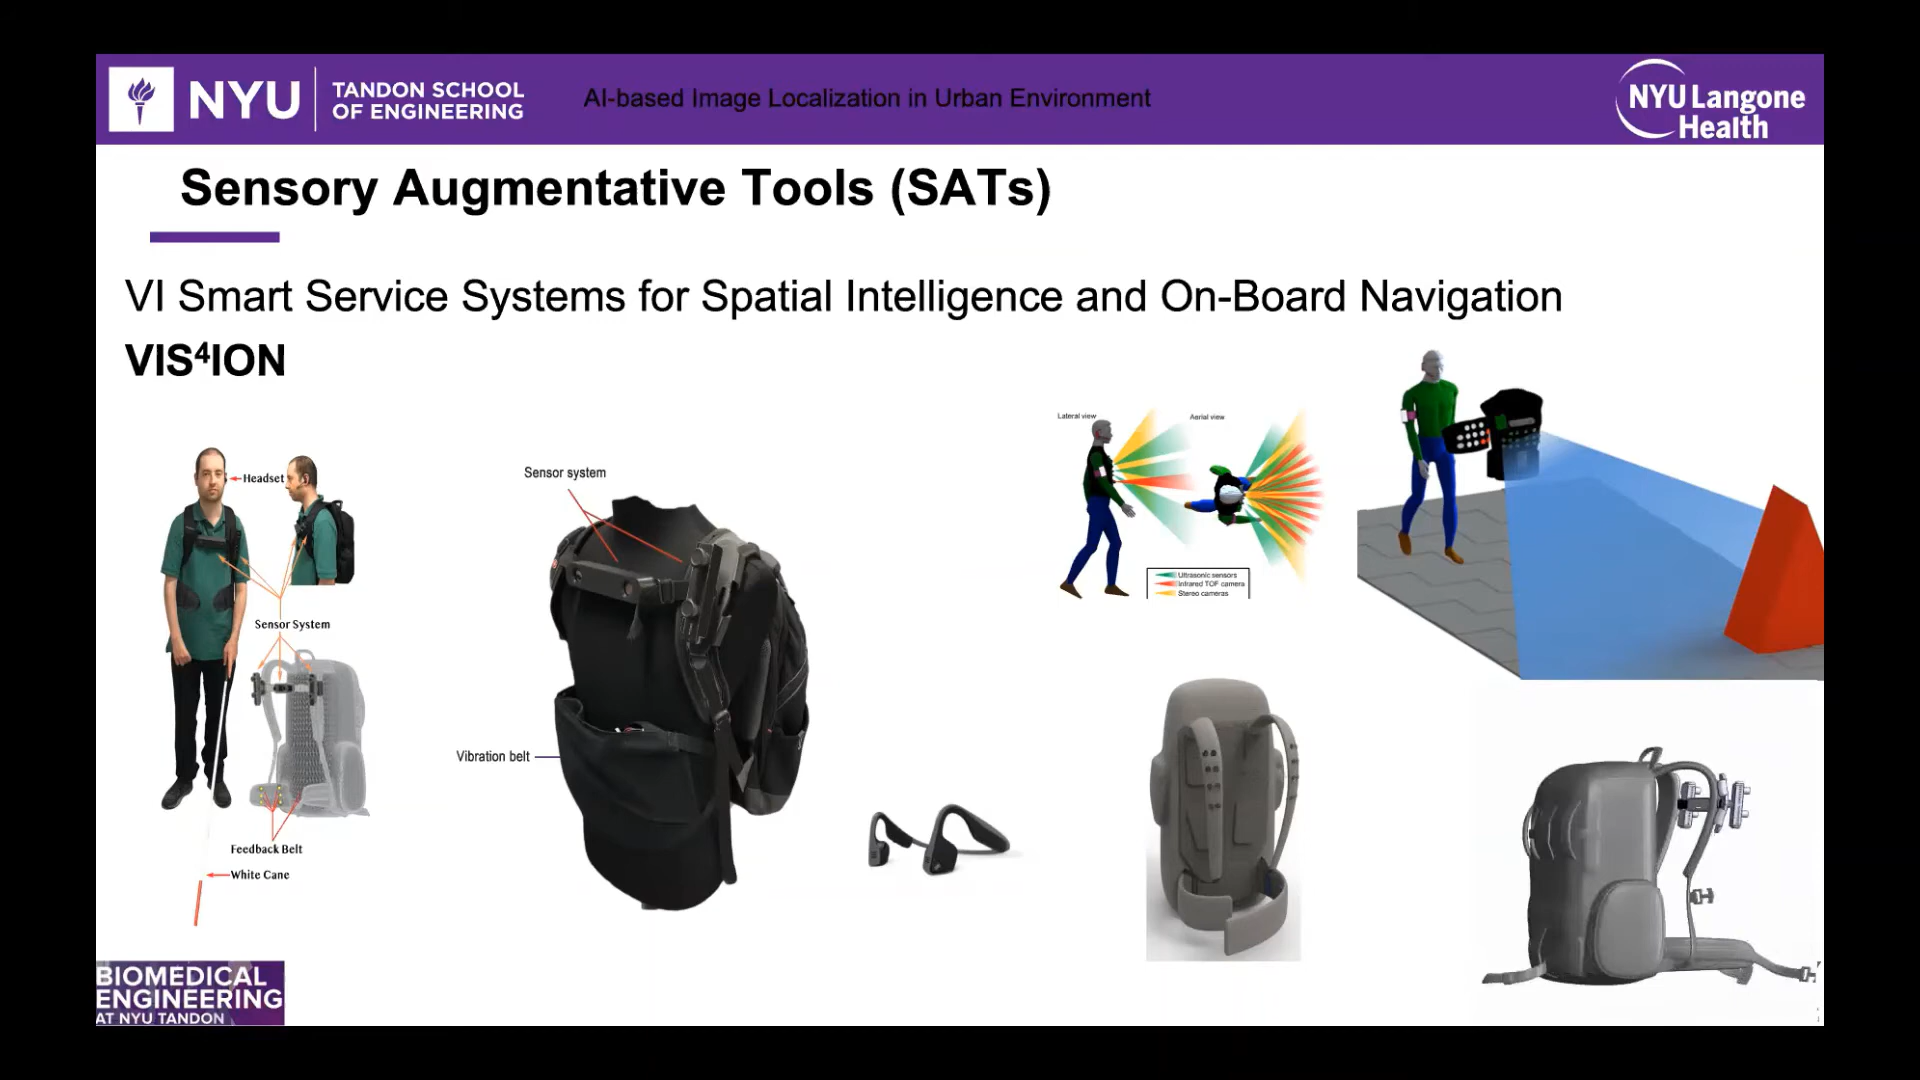 NYU
TANDON SCHOOL
OF ENGINEERING
AI-based Image Localization in Urban Environment
NYU Langone
Health
Sensory Augmentative Tools (SATs)
VI Smart Service Systems for Spatial Intelligence and On-Board Navigation
VIS⁴ION
Headset
Sensor System
Feedback Belt
White Cane
Sensor system
Vibration belt
Lateral view
Aerial view
Ultrasonic sensors
Infrared TOF camera
Stereo cameras
BIOMEDICAL
ENGINEERING
AT NYU TANDON